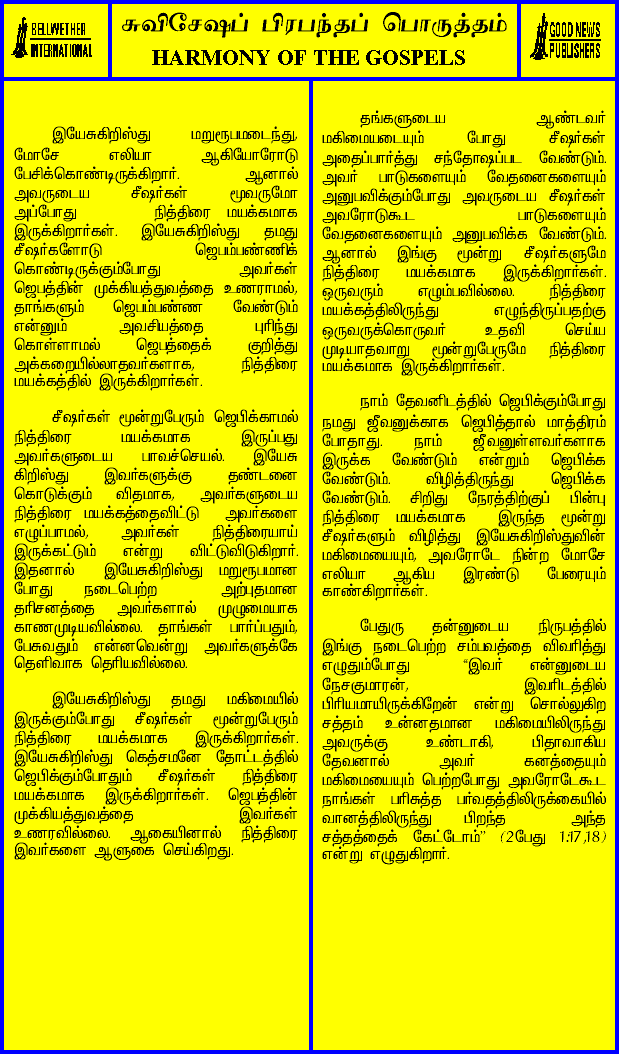 BELLWETHER
INTERNATIONAL
சுவிசேஷப் பிரபந்தப் பொருத்தம்
HARMONY OF THE GOSPELS
GOOD NEWS
PUBLISHERS
இயேசுகிறிஸ்து மறுரூபமடைந்து,
மோசே எலியா ஆகியோரோடு
பேசிக்கொண்டிருக்கிறார். ஆனால்
அவருடைய சீஷர்கள் மூவருமோ
அப்போது நித்திரை மயக்கமாக
இருக்கிறார்கள். இயேசுகிறிஸ்து தமது
சீஷர்களோடு ஜெபம்பண்ணிக்
கொண்டிருக்கும்போது அவர்கள்
ஜெபத்தின் முக்கியத்துவத்தை உணராமல்,
தாங்களும் ஜெபம்பண்ண வேண்டும்
என்னும் அவசியத்தை புரிந்து
கொள்ளாமல் ஜெபத்தைக் குறித்து
அக்கறையில்லாதவர்களாக, நித்திரை
மயக்கத்தில் இருக்கிறார்கள்.
சீஷர்கள் மூன்றுபேரும் ஜெபிக்காமல்
நித்திரை மயக்கமாக இருப்பது
அவர்களுடைய பாவச்செயல். இயேசு
கிறிஸ்து இவர்களுக்கு தண்டனை
கொடுக்கும் விதமாக, அவர்களுடைய
நித்திரை மயக்கத்தைவிட்டு அவர்களை
எழுப்பாமல், அவர்கள் நித்திரையாய்
இருக்கட்டும் என்று விட்டுவிடுகிறார்.
இதனால் இயேசுகிறிஸ்து மறுரூபமான
போது நடைபெற்ற அற்புதமான
தரிசனத்தை அவர்களால் முழுமையாக
காணமுடியவில்லை. தாங்கள் பார்ப்பதும்,
பேசுவதும் என்னவென்று அவர்களுக்கே
தெளிவாக தெரியவில்லை.
இயேசுகிறிஸ்து தமது மகிமையில்
இருக்கும்போது சீஷர்கள் மூன்றுபேரும்
நித்திரை மயக்கமாக இருக்கிறார்கள்.
இயேசுகிறிஸ்து கெத்சமனே தோட்டத்தில்
ஜெபிக்கும்போதும் சீஷர்கள் நித்திரை
மயக்கமாக இருக்கிறார்கள். ஜெபத்தின்
முக்கியத்துவத்தை இவர்கள்
உணரவில்லை. ஆகையினால் நித்திரை
இவர்களை ஆளுகை செய்கிறது.
தங்களுடைய ஆண்டவர்
மகிமையடையும் போது சீஷர்கள்
அதைப்பார்த்து சந்தோஷப்பட வேண்டும்.
அவர் பாடுகளையும் வேதனைகளையும்
அனுபவிக்கும்போது அவருடைய சீஷர்கள்
அவரோடுகூட பாடுகளையும்
வேதனைகளையும் அனுபவிக்க வேண்டும்.
ஆனால் இங்கு மூன்று சீஷர்களுமே
நித்திரை மயக்கமாக இருக்கிறார்கள்.
ஒருவரும் எழும்பவில்லை. நித்திரை
மயக்கத்திலிருந்து எழுந்திருப்பதற்கு
ஒருவருக்கொருவர் உதவி செய்ய
முடியாதவாறு மூன்றுபேருமே நித்திரை
மயக்கமாக இருக்கிறார்கள்.
நாம் தேவனிடத்தில் ஜெபிக்கும்போது
நமது ஜீவனுக்காக ஜெபித்தால் மாத்திரம்
போதாது. நாம் ஜீவனுள்ளவர்களாக
இருக்க வேண்டும் என்றும் ஜெபிக்க
வேண்டும். விழித்திருந்து ஜெபிக்க
வேண்டும். சிறிது நேரத்திற்குப் பின்பு
நித்திரை மயக்கமாக இருந்த மூன்று
சீஷர்களும் விழித்து இயேசுகிறிஸ்துவின்
மகிமையையும், அவரோடே நின்ற மோசே
எலியா ஆகிய இரண்டு பேரையும்
காண்கிறார்கள்.
பேதுரு தன்னுடைய நிருபத்தில்
இங்கு நடைபெற்ற சம்பவத்தை விவரித்து
எழுதும்போது “இவர் என்னுடைய
நேசகுமாரன், இவரிடத்தில்
பிரியமாயிருக்கிறேன் என்று சொல்லுகிற
சத்தம் உன்னதமான மகிமையிலிருந்து
அவருக்கு உண்டாகி, பிதாவாகிய
தேவனால் அவர் கனத்தையும்
மகிமையையும் பெற்றபோது அவரோடேகூட
நாங்கள் பரிசுத்த பர்வதத்திலிருக்கையில்
வானத்திலிருந்து பிறந்த அந்த
சத்தத்தைக் கேட்டோம்” (2பேது 1:17,18)
என்று எழுதுகிறார்.